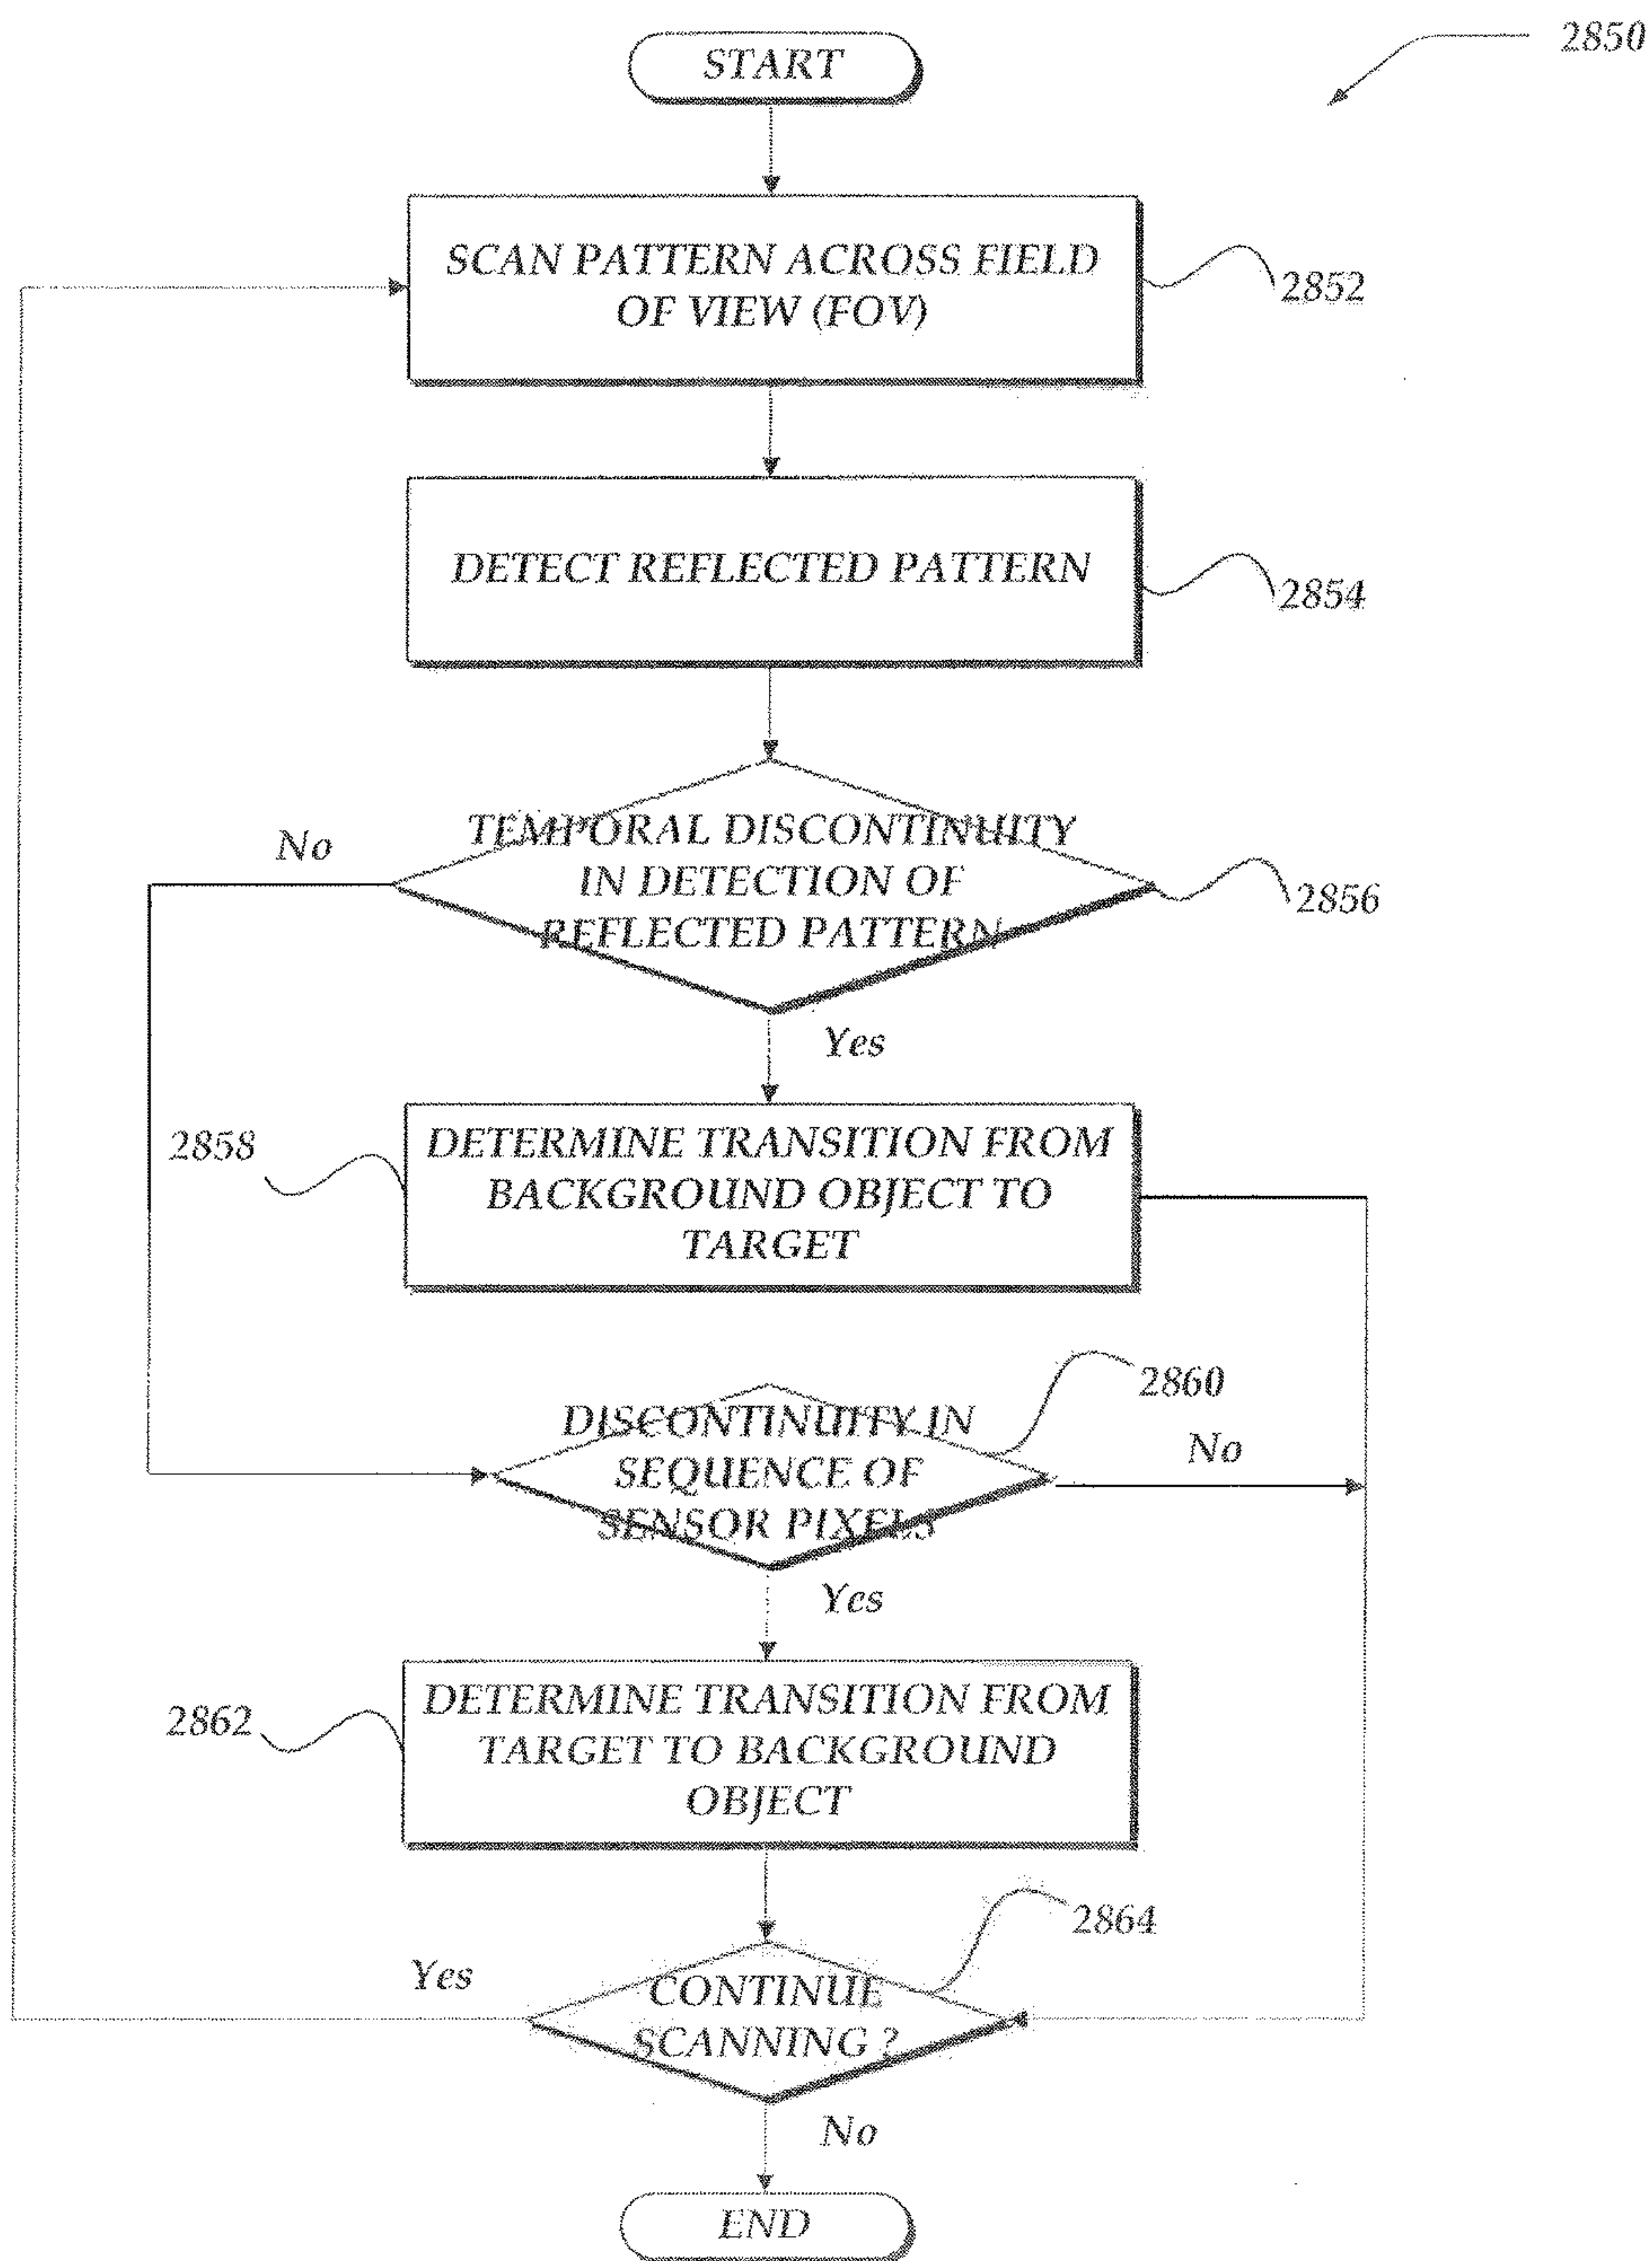 2850
START
SCAN PATTERN ACROSS FIELD
OF VIEW (FOV)
2852
DETECT REFLECTED PATTERN
2854
TEMPORAL DISCONTINUITY
IN DETECTION OF
REFLECTED PATTERN
No
2856
Yes
2858
DETERMINE TRANSITION FROM
BACKGROUND OBJECT TO
TARGET
2860
DISCONTINUITY IN
SEQUENCE OF
SENSOR PIXELS
No
Yes
2862
DETERMINE TRANSITION FROM
TARGET TO BACKGROUND
OBJECT
2864
Yes
CONTINUE
SCANNING ?
No
END